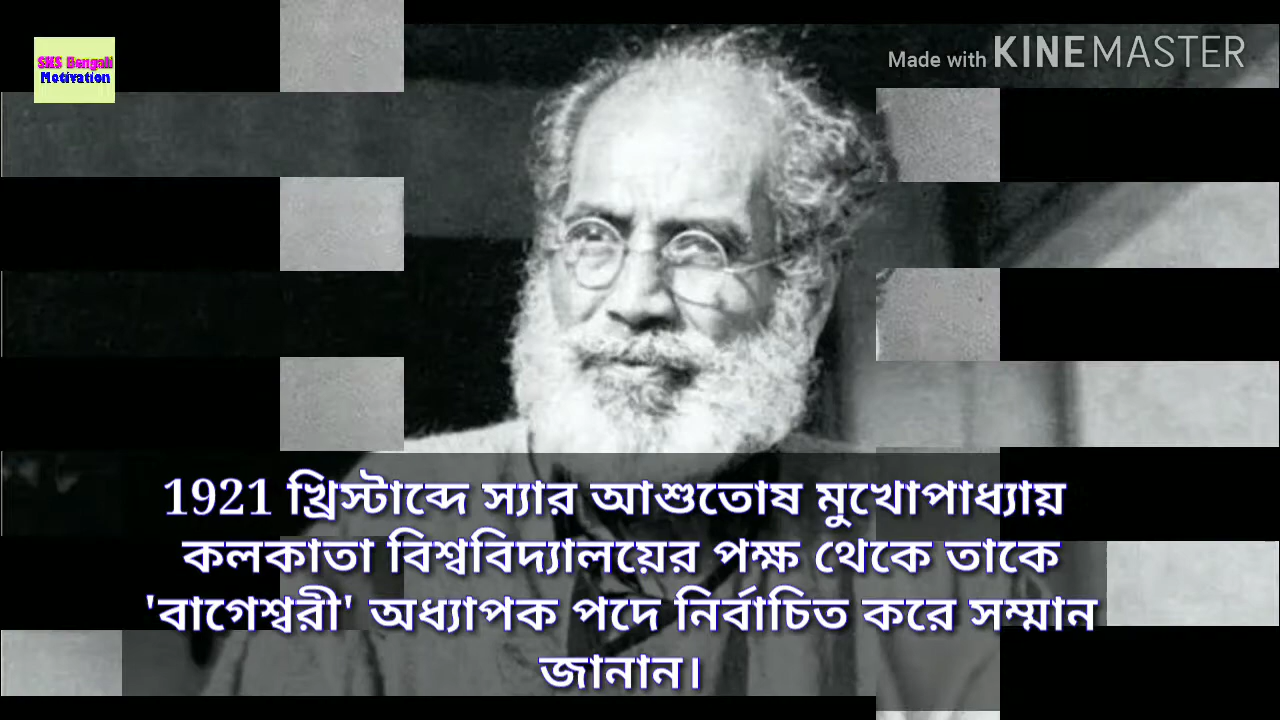 SKS Bengali
Motivation
Made with KINEMASTER
1921 খ্রিস্টাব্দে স্যার আশুতোষ মুখোপাধ্যায়
কলকাতা বিশ্ববিদ্যালয়ের পক্ষ থেকে তাকে
'বাগেশ্বরী' অধ্যাপক পদে নির্বাচিত করে সম্মান
জানান।